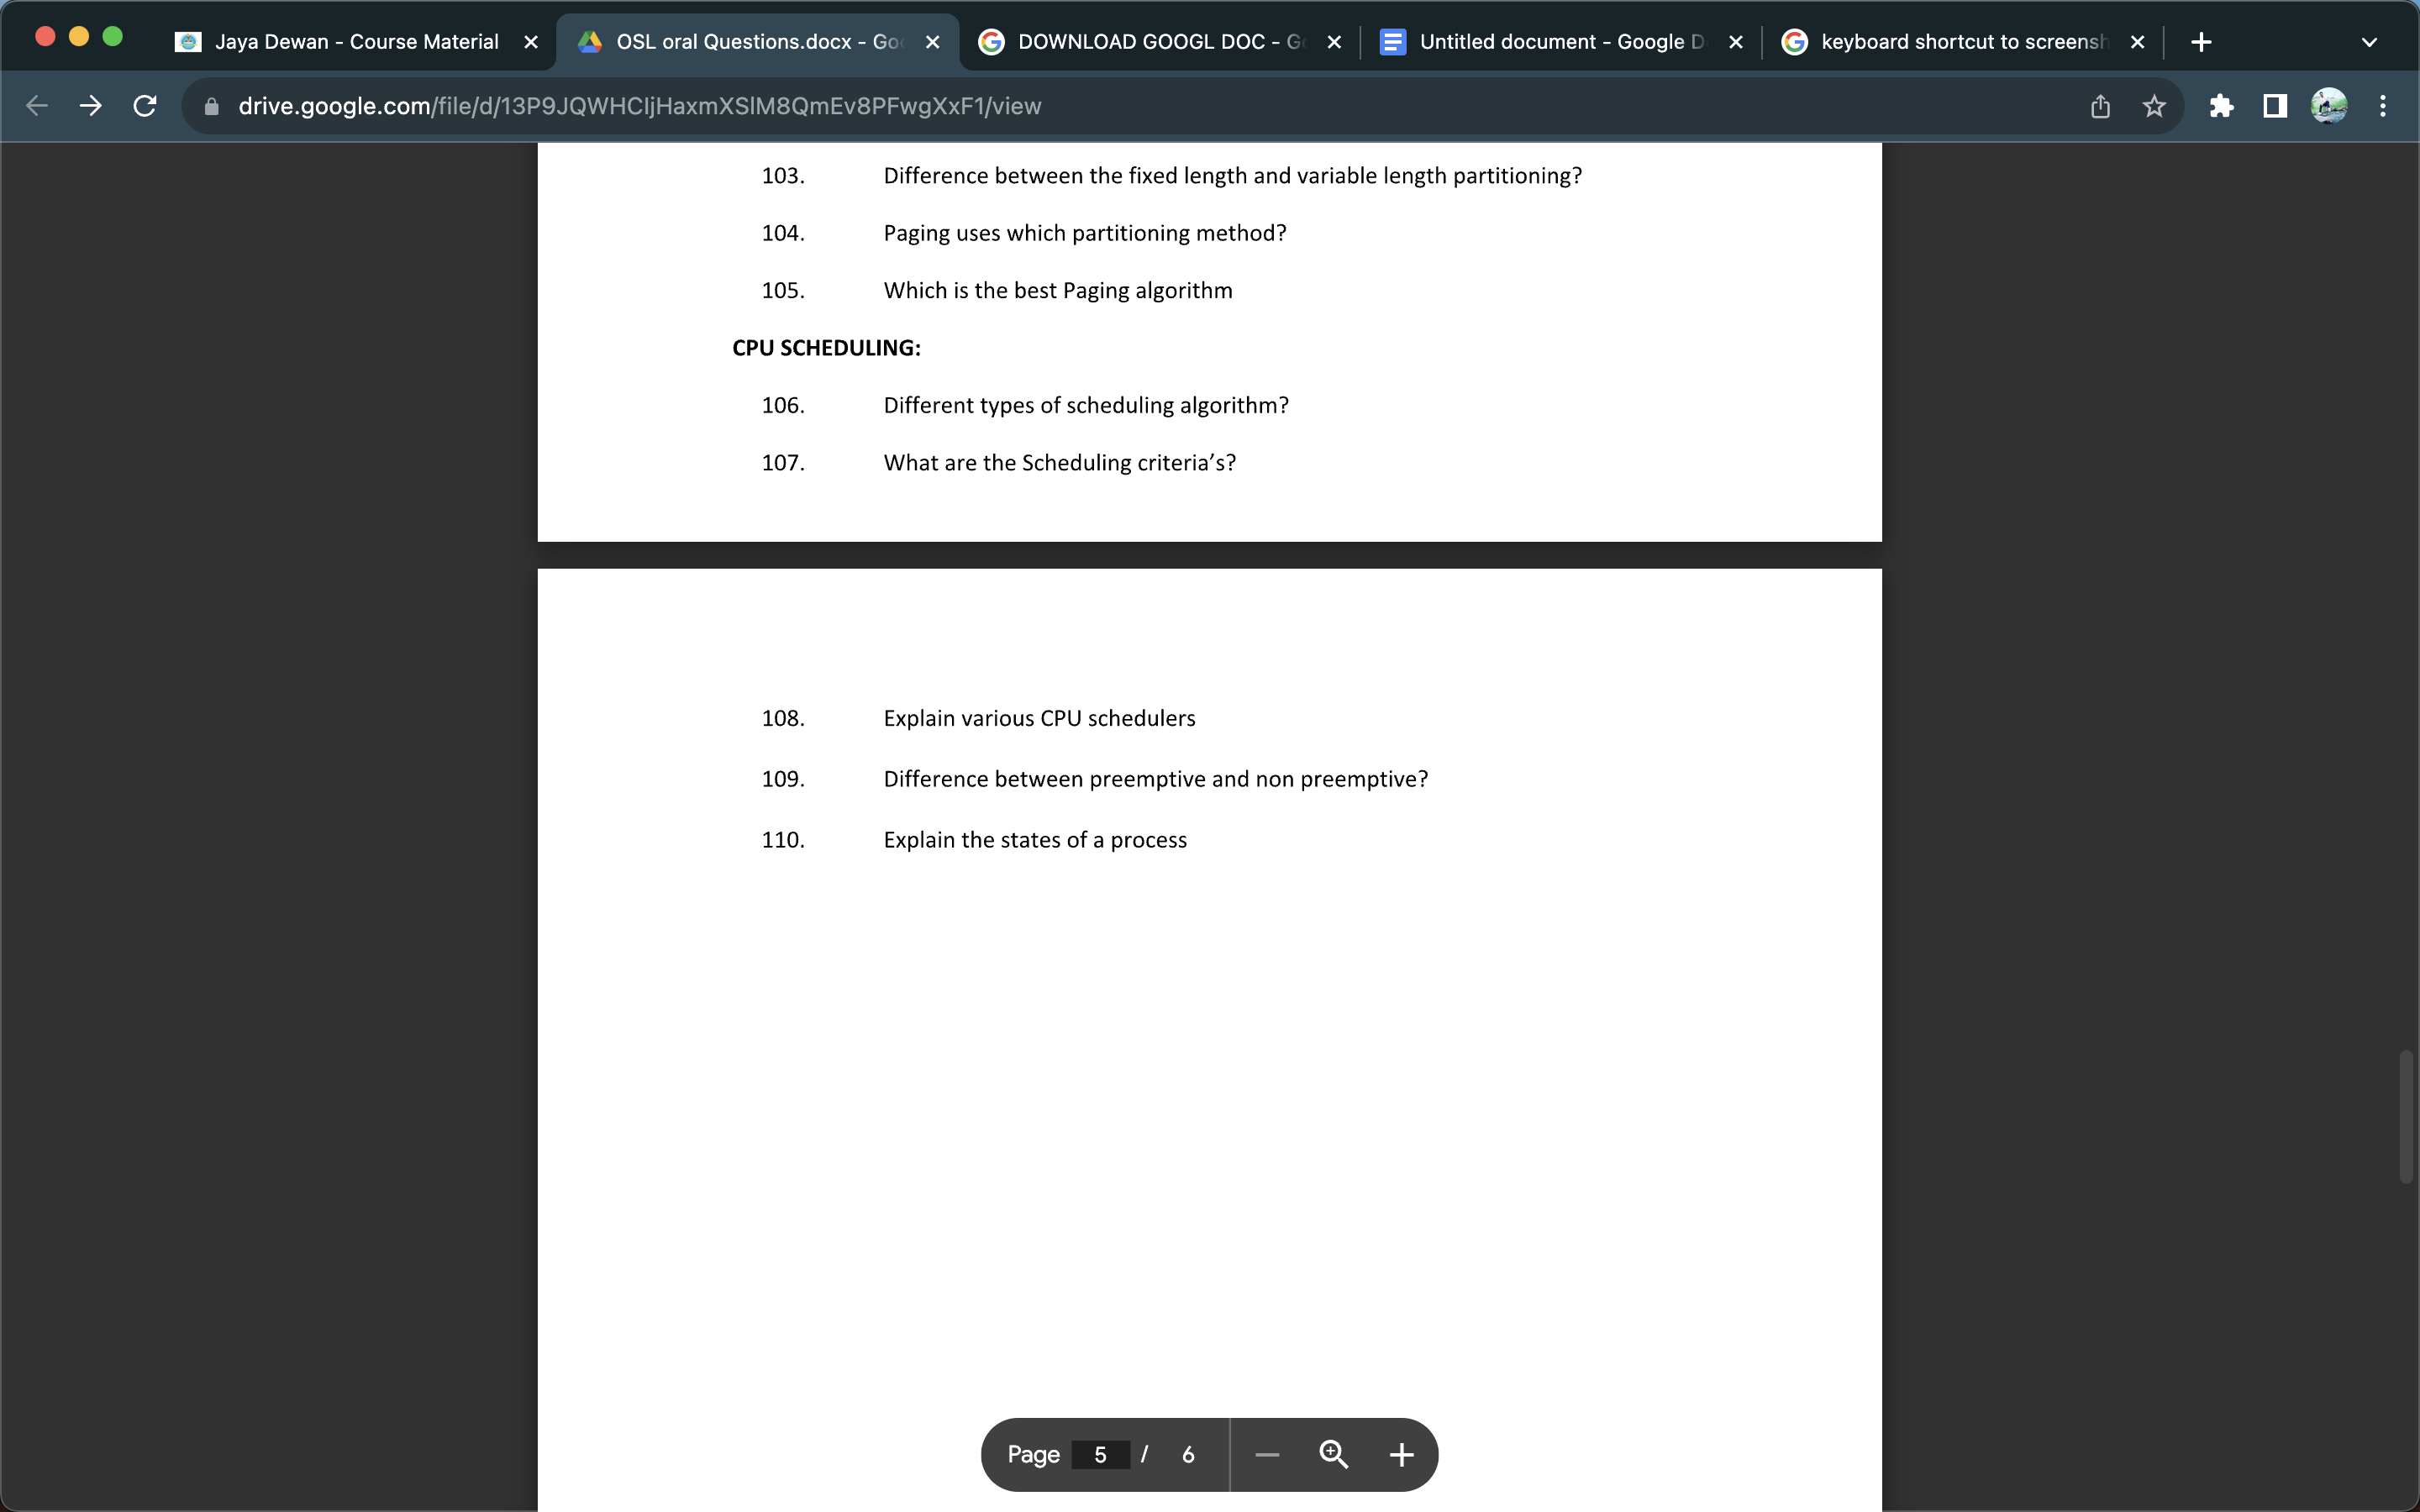 Jaya Dewan - Course Material
OSL oral Questions.docx - Goo
DOWNLOAD GOOGL DOC - G
Untitled document - Google D
keyboard shortcut to screensh
drive.google.com/file/d/13P9JQWHCIjHaxmXSlM8QmEv8PFwgXxF1/view
103. Difference between the fixed length and variable length partitioning?
104. Paging uses which partitioning method?
105. Which is the best Paging algorithm
CPU SCHEDULING:
106. Different types of scheduling algorithm?
107. What are the Scheduling criteria’s?
108. Explain various CPU schedulers
109. Difference between preemptive and non preemptive?
110. Explain the states of a process
Page 5 / 6